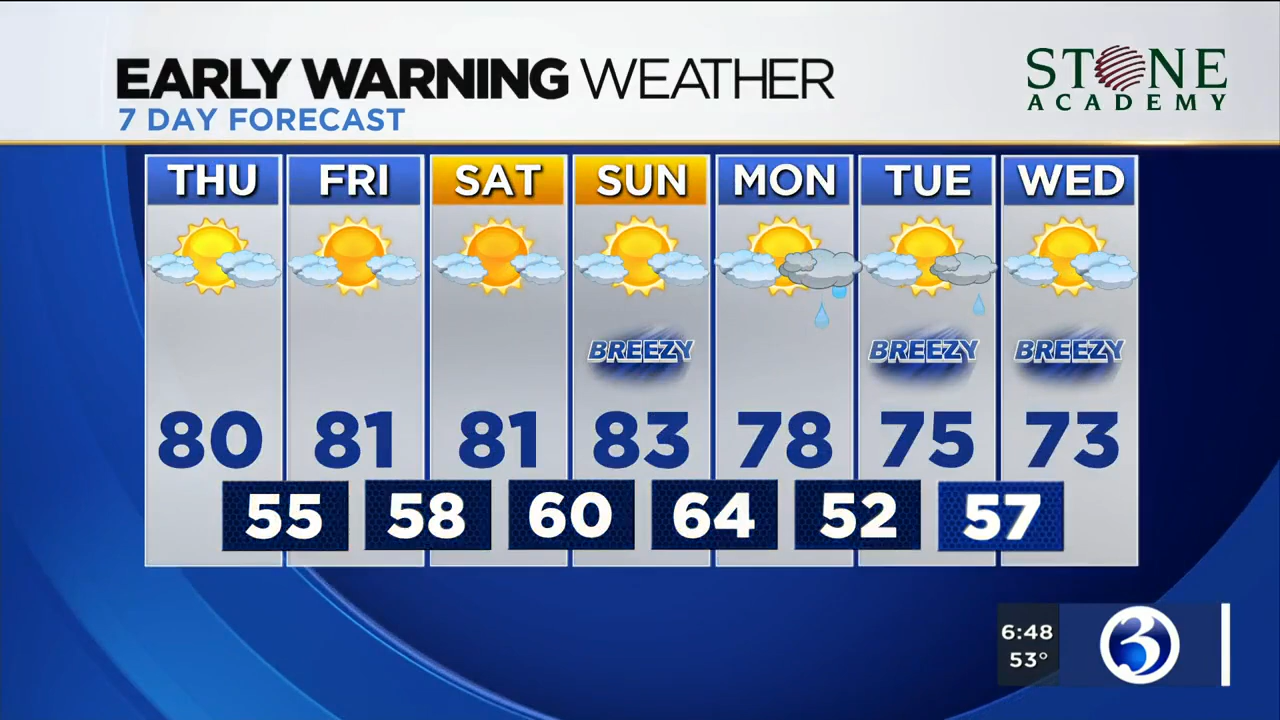 EARLY WARNING WEATHER
7 DAY FORECAST
STONE
ACADEMY
THU FRI SAT SUN MON TUE WED
BREEZY BREEZY BREEZY
80 81 81 83 78 75 73
55 58 60 64 52 57
6:48
53°
3